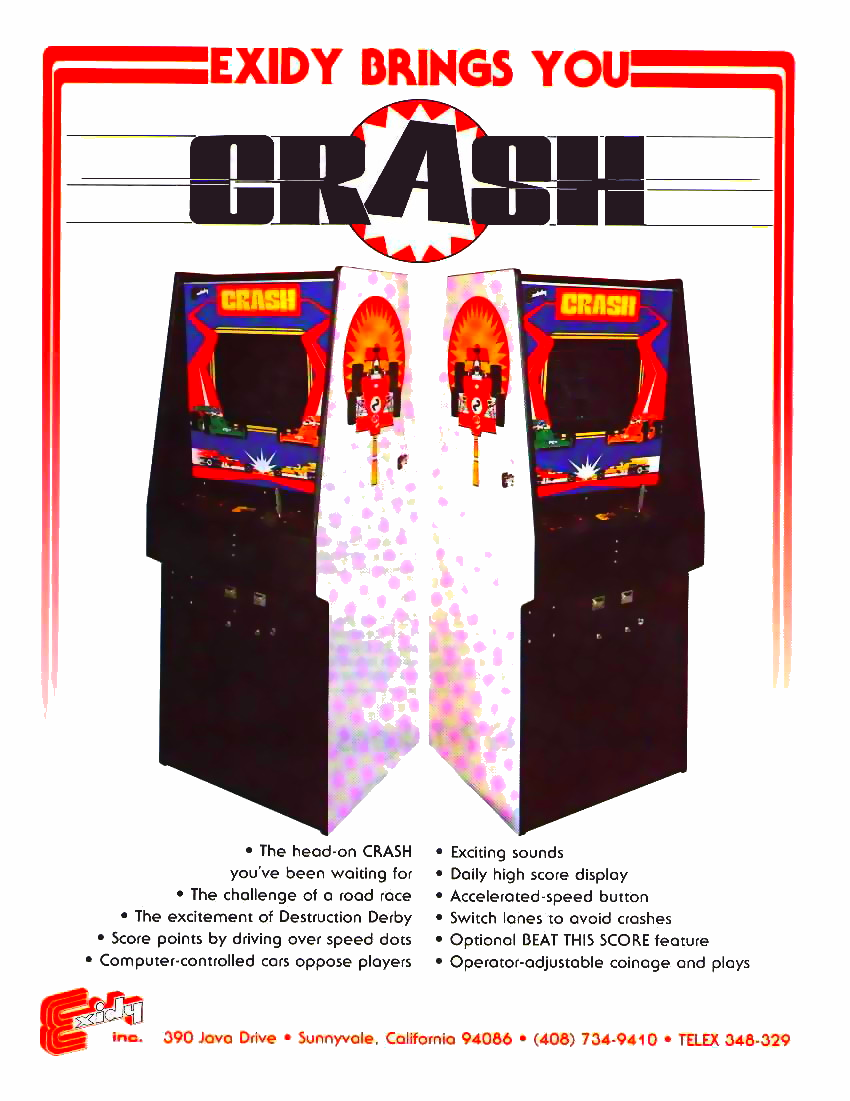 EXIDY BRINGS YOU
CRASH
CRASH
CRASH
• The head-on CRASH
you've been waiting for
• The challenge of a road race
• The excitement of Destruction Derby
• Score points by driving over speed dots
• Computer-controlled cars oppose players
• Exciting sounds
• Daily high score display
• Accelerated-speed button
• Switch lanes to avoid crashes
• Optional BEAT THIS SCORE feature
• Operator-adjustable coinage and plays
Exidy
inc. 390 Java Drive • Sunnyvale, California 94086 • (408) 734-9410 • TELEX 348-329